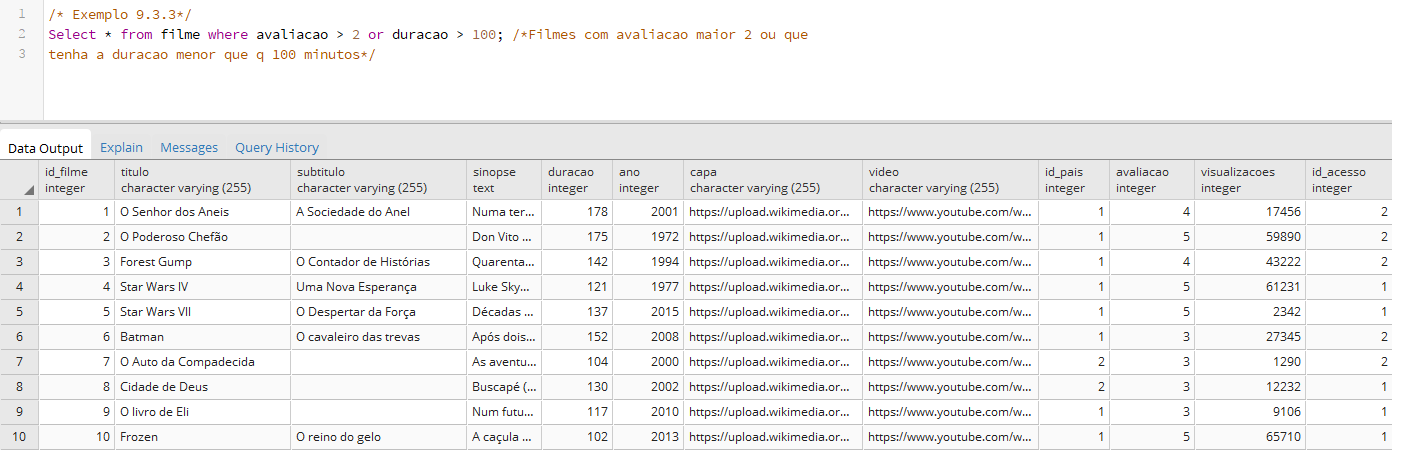 1 /* Exemplo 9.3.3*/
2 Select * from filme where avaliacao > 2 or duracao > 100; /*Filmes com avaliacao maior 2 ou que
3 tenha a duracao menor que q 100 minutos*/
Data Output Explain Messages Query History
id_filme titulo subtitulo sinopse duracao ano capa video id_pais avaliacao visualizacoes id_acesso
integer character varying (255) character varying (255) text integer integer character varying (255) character varying (255) integer integer integer integer
1 1 O Senhor dos Aneis A Sociedade do Anel Numa ter... 178 2001 https://upload.wikimedia.or... https://www.youtube.com/w... 1 4 17456 2
2 2 O Poderoso Chefão Don Vito ... 175 1972 https://upload.wikimedia.or... https://www.youtube.com/w... 1 5 59890 2
3 3 Forest Gump O Contador de Histórias Quarenta... 142 1994 https://upload.wikimedia.or... https://www.youtube.com/w... 1 4 43222 2
4 4 Star Wars IV Uma Nova Esperança Luke Sky... 121 1977 https://upload.wikimedia.or... https://www.youtube.com/w... 1 5 61231 1
5 5 Star Wars VII O Despertar da Força Décadas ... 137 2015 https://upload.wikimedia.or... https://www.youtube.com/w... 1 5 2342 1
6 6 Batman O cavaleiro das trevas Após dois... 152 2008 https://upload.wikimedia.or... https://www.youtube.com/w... 1 3 27345 2
7 7 O Auto da Compadecida As aventu... 104 2000 https://upload.wikimedia.or... https://www.youtube.com/w... 2 3 1290 2
8 8 Cidade de Deus Buscapé (... 130 2002 https://upload.wikimedia.or... https://www.youtube.com/w... 2 3 12232 1
9 9 O livro de Eli Num futu... 117 2010 https://upload.wikimedia.or... https://www.youtube.com/w... 1 3 9106 1
10 10 Frozen O reino do gelo A caçula ... 102 2013 https://upload.wikimedia.or... https://www.youtube.com/w... 1 5 65710 1